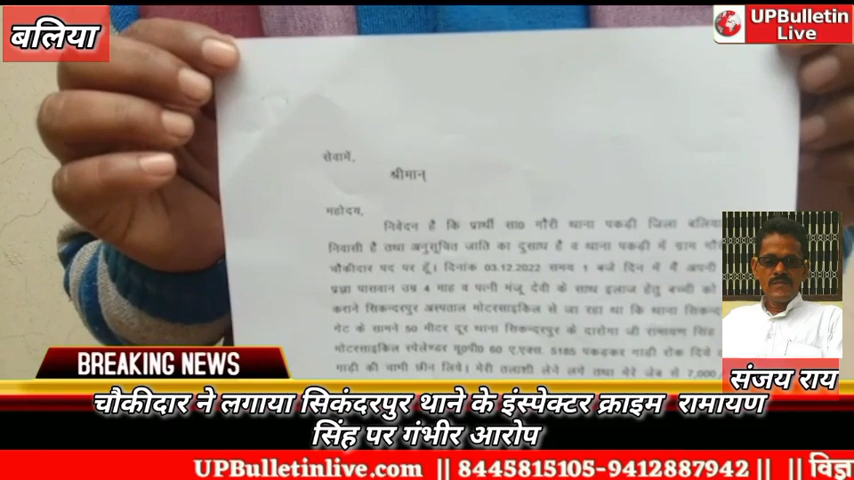 बलिया
UPBulletin
Live
सेवामें,
श्रीमान्
महोदय,
निवेदन है कि प्रार्थी सा0 गौरी थाना पकड़ी जिला बलिया
निवासी है तथा अनुसूचित जाति का दुसाध है व थाना पकड़ी में ग्राम गौ
चौकीदार पद पर हूँ। दिनांक 03.12.2022 समय 1 बजे दिन में मैं अपनी
प्रज्ञा पासवान उम्र 4 माह व पत्नी मंजू देवी के साथ इलाज हेतु बच्ची को
कराने सिकन्दरपुर अस्पताल मोटरसाइकिल से जा रहा था कि थाना सिकन्द
गेट के सामने 50 मीटर दूर थाना सिकन्दरपुर के दारोगा जी रामायण सिंह
मोटरसाइकिल स्पेलेण्डर यू0पी0 60 ए.एक्स. 5185 पकड़कर गाडी रोक दिये
गाडी की चाभी छीन लिये। मेरी तलाशी लेने लगे तथा मेरे जेब से 7,000
संजय राय
BREAKING NEWS
चौकीदार ने लगाया सिकंदरपुर थाने के इंस्पेक्टर क्राइम रामायण
सिंह पर गंभीर आरोप
UPBulletinlive.com || 8445815105-9412887942 || || विज्ञ